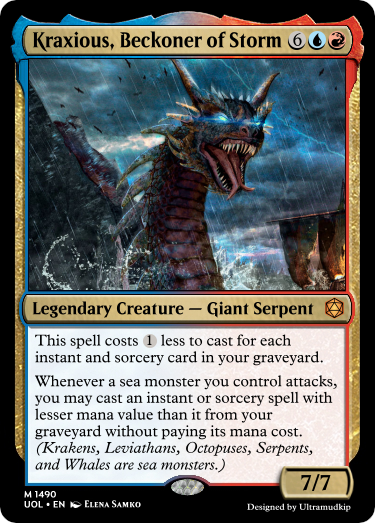 Kraxious, Beckoner of Storm 6
Legendary Creature — Giant Serpent
This spell costs 1 less to cast for each
instant and sorcery card in your graveyard.
Whenever a sea monster you control attacks,
you may cast an instant or sorcery spell with
lesser mana value than it from your
graveyard without paying its mana cost.
(Krakens, Leviathans, Octopuses, Serpents,
and Whales are sea monsters.)
7/7
M 1490
UOL • EN Elena Samko
Designed by Ultramudkip